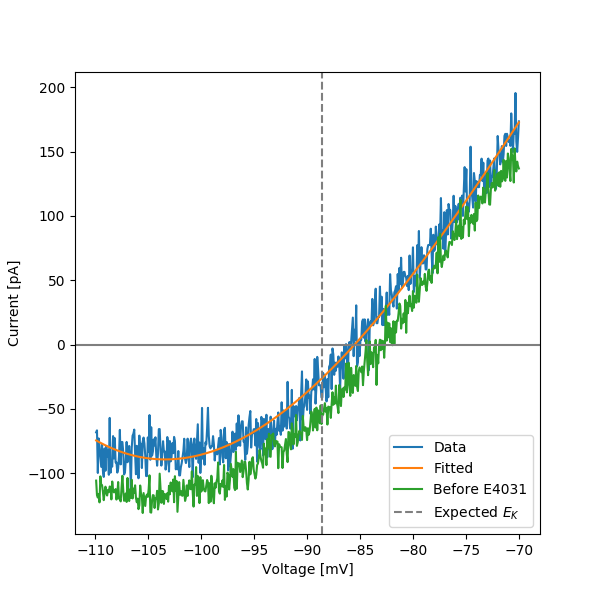 200
150
100
50
0
−50
−100
Current [pA]
−110
−105
−100
−95
−90
−85
−80
−75
−70
Voltage [mV]
Data
Fitted
Before E4031
Expected E_K